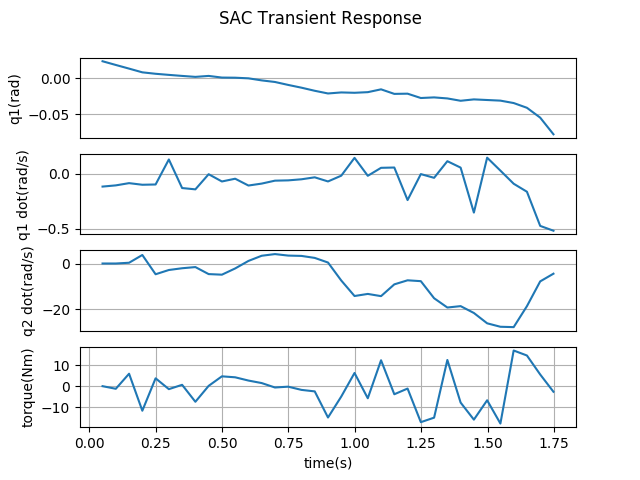 SAC Transient Response
q1(rad)
0.00
−0.05
q1 dot(rad/s)
0.0
−0.5
q2 dot(rad/s)
0
−20
torque(Nm)
10
0
−10
0.00 0.25 0.50 0.75 1.00 1.25 1.50 1.75
time(s)